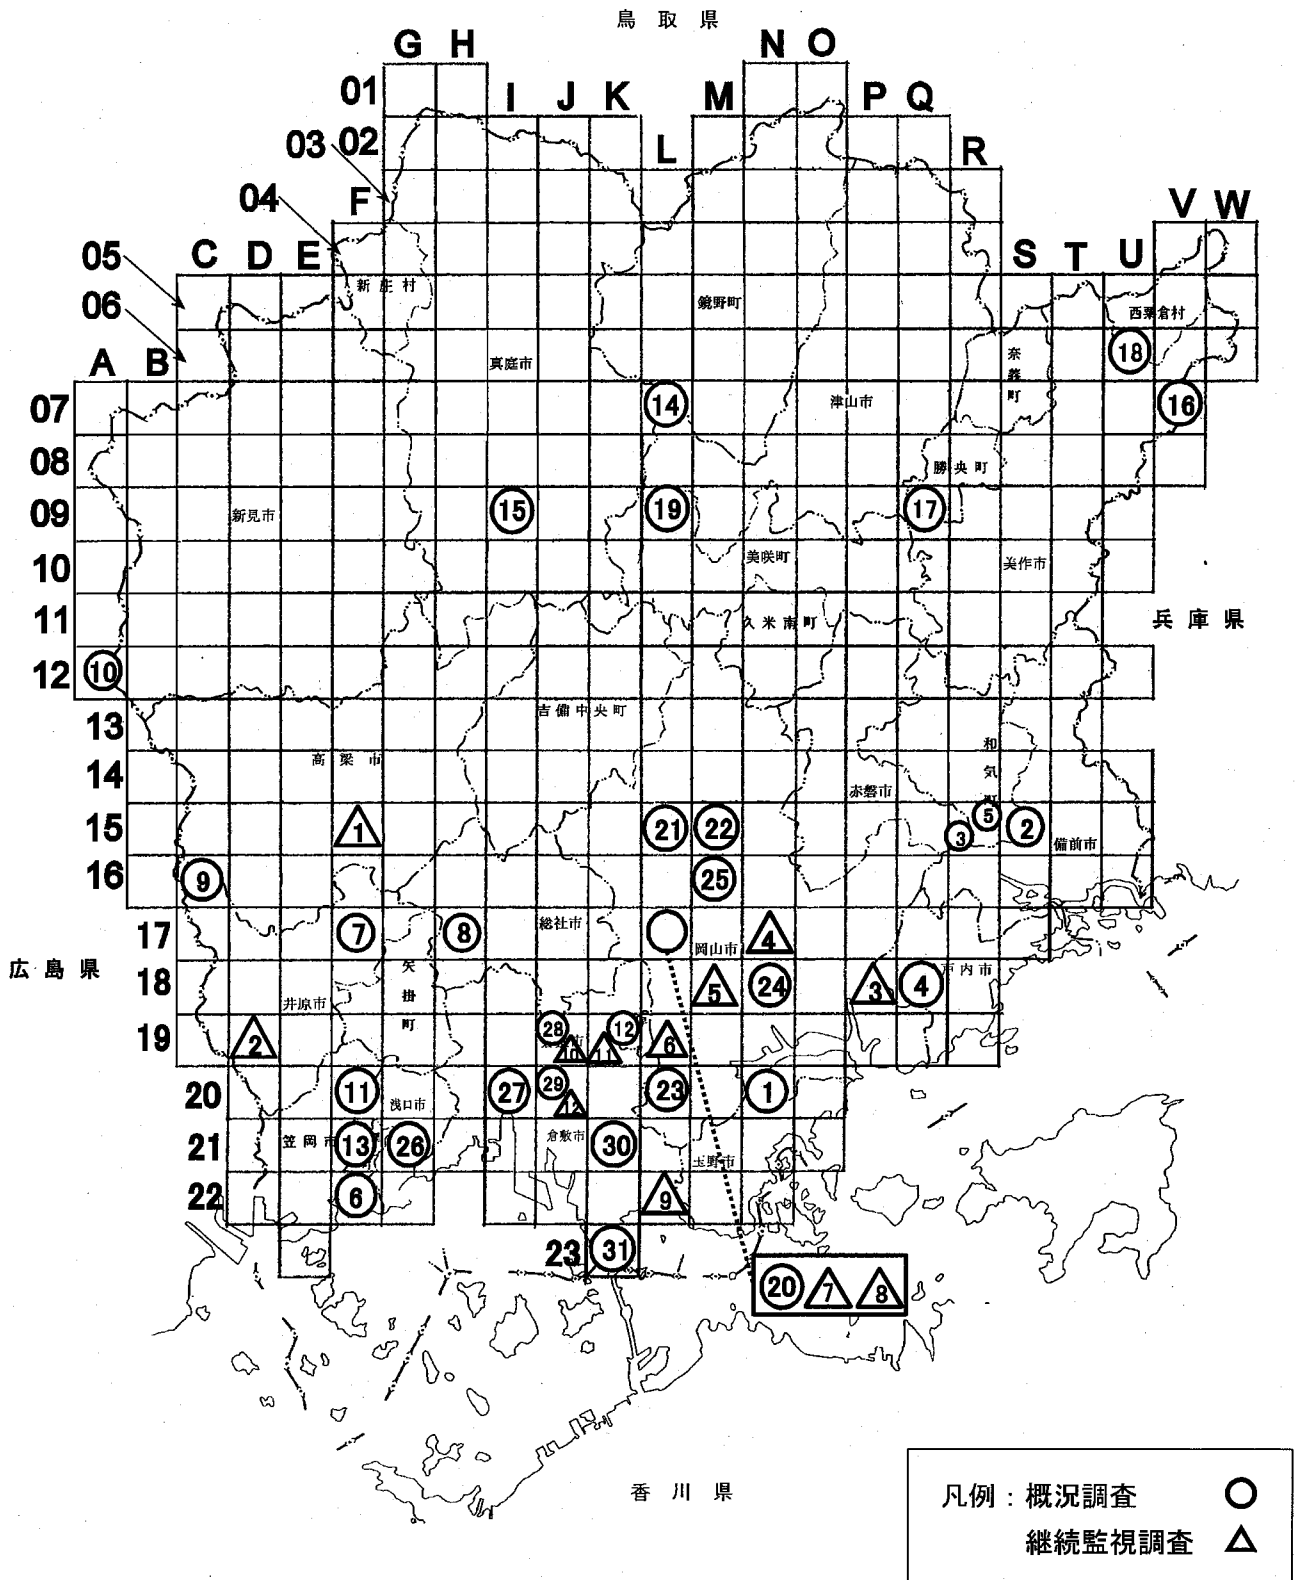 鳥取県
G H N O
01 I J K M P Q
03 02 L R
04 F V W
05 C D E S T U
新庄村
06 鏡野町 西粟倉村
A B 真庭市 奈義町 18
07 14 津山市 16
08 勝央町
09 新見市 15 19 17
10 美咲町 美作市
11 久米南町 兵庫県
12 10
13 吉備中央町
14 高梁市 和気町
赤磐市
15 1 21 22 3 5 2 備前市
16 9 25
17 7 8 総社市 岡山市 4
広島県 矢掛町
18 井原市 5 24 3 4 戸内市
19 2 28 10 11 12 6
20 11 浅口市 27 29 12 23 1
21 笠岡市 13 26 倉敷市 30 玉野市
22 6 9
23 31
20 7 8
香川県
凡例：概況調査 ○
継続監視調査 △